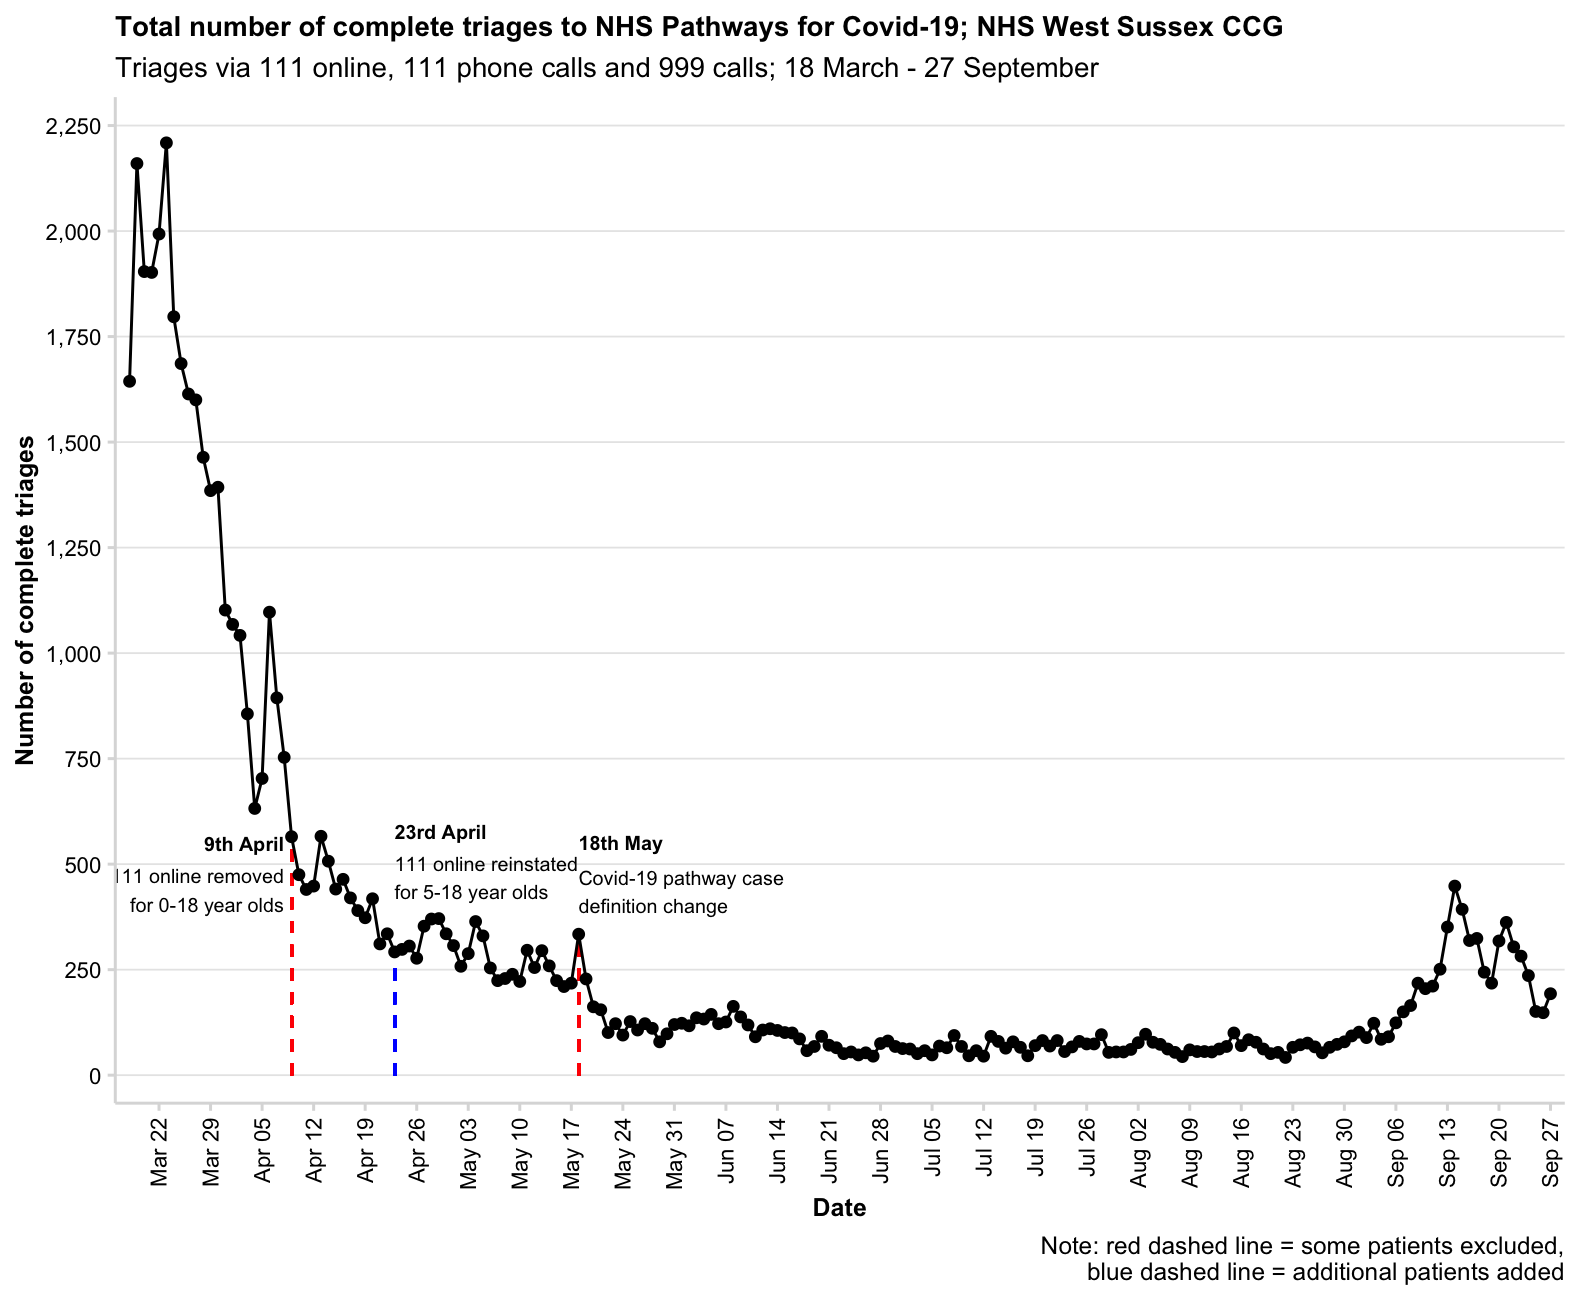 Total number of complete triages to NHS Pathways for Covid-19; NHS West Sussex CCG
Triages via 111 online, 111 phone calls and 999 calls; 18 March - 27 September
Number of complete triages
2,250
2,000
1,750
1,500
1,250
1,000
750
500
250
0
9th April
111 online removed
for 0-18 year olds
23rd April
111 online reinstated
for 5-18 year olds
18th May
Covid-19 pathway case
definition change
Mar 22
Mar 29
Apr 05
Apr 12
Apr 19
Apr 26
May 03
May 10
May 17
May 24
May 31
Jun 07
Jun 14
Jun 21
Jun 28
Jul 05
Jul 12
Jul 19
Jul 26
Aug 02
Aug 09
Aug 16
Aug 23
Aug 30
Sep 06
Sep 13
Sep 20
Sep 27
Date
Note: red dashed line = some patients excluded,
blue dashed line = additional patients added